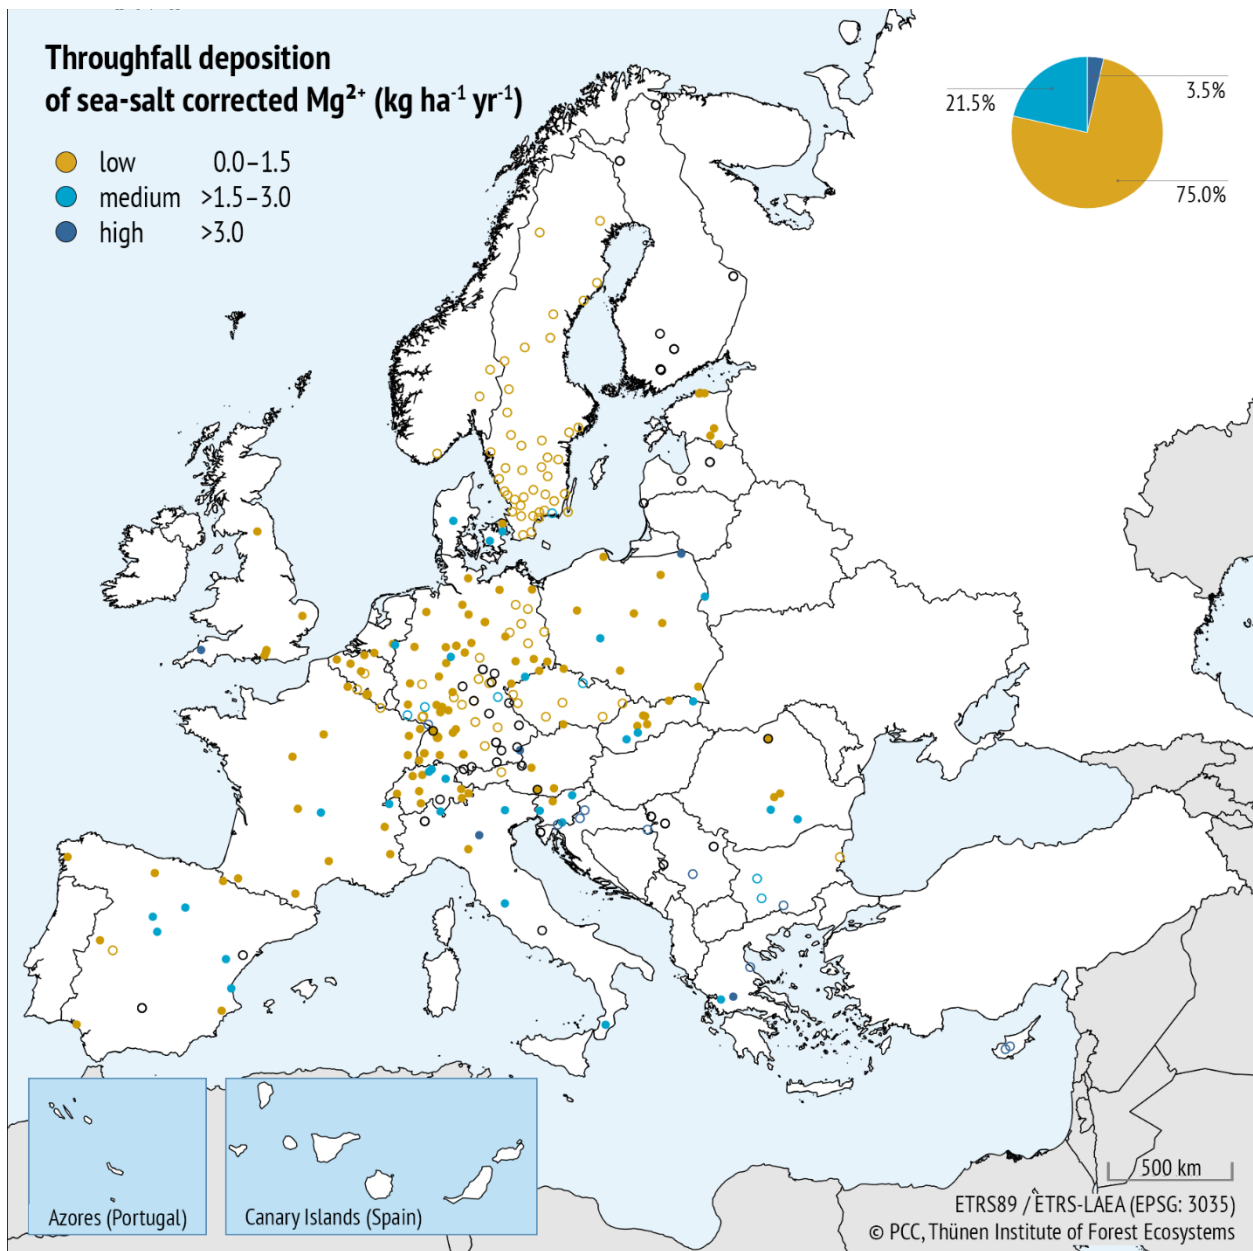 Throughfall deposition
of sea-salt corrected Mg²⁺ (kg ha⁻¹ yr⁻¹)
low 0.0–1.5
medium >1.5–3.0
high >3.0
3.5%
21.5%
75.0%
Azores (Portugal)
Canary Islands (Spain)
500 km
ETRS89 / ETRS-LAEA (EPSG: 3035)
© PCC, Thünen Institute of Forest Ecosystems